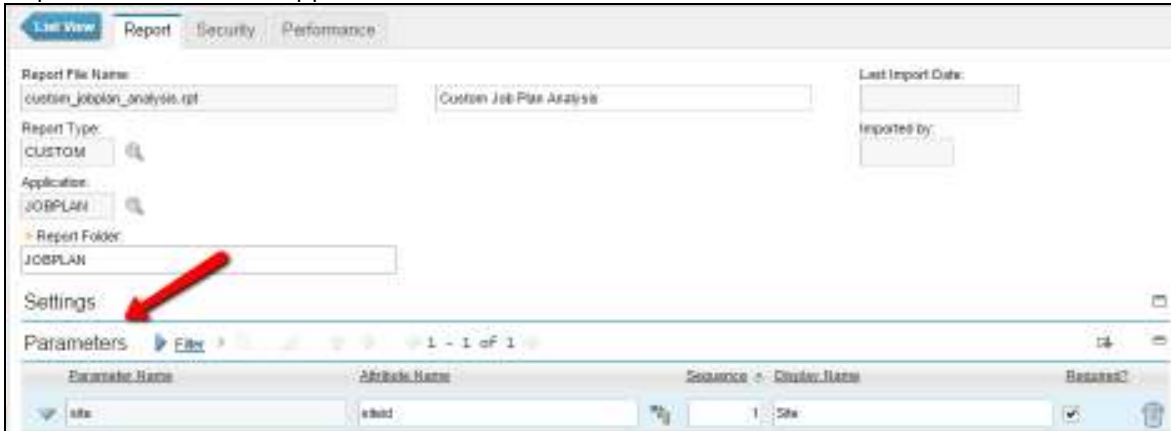 List View Report Security Performance
Report File Name: Last Import Date:
custom_jobplan_analysis.rpt Custom Job Plan Analysis
Report Type: Imported by:
CUSTOM
Application:
JOBPLAN
* Report Folder:
JOBPLAN
Settings
Parameters Filter 1 - 1 of 1
Parameter Name Attribute Name Sequence Display Name Required?
site siteid 1 Site